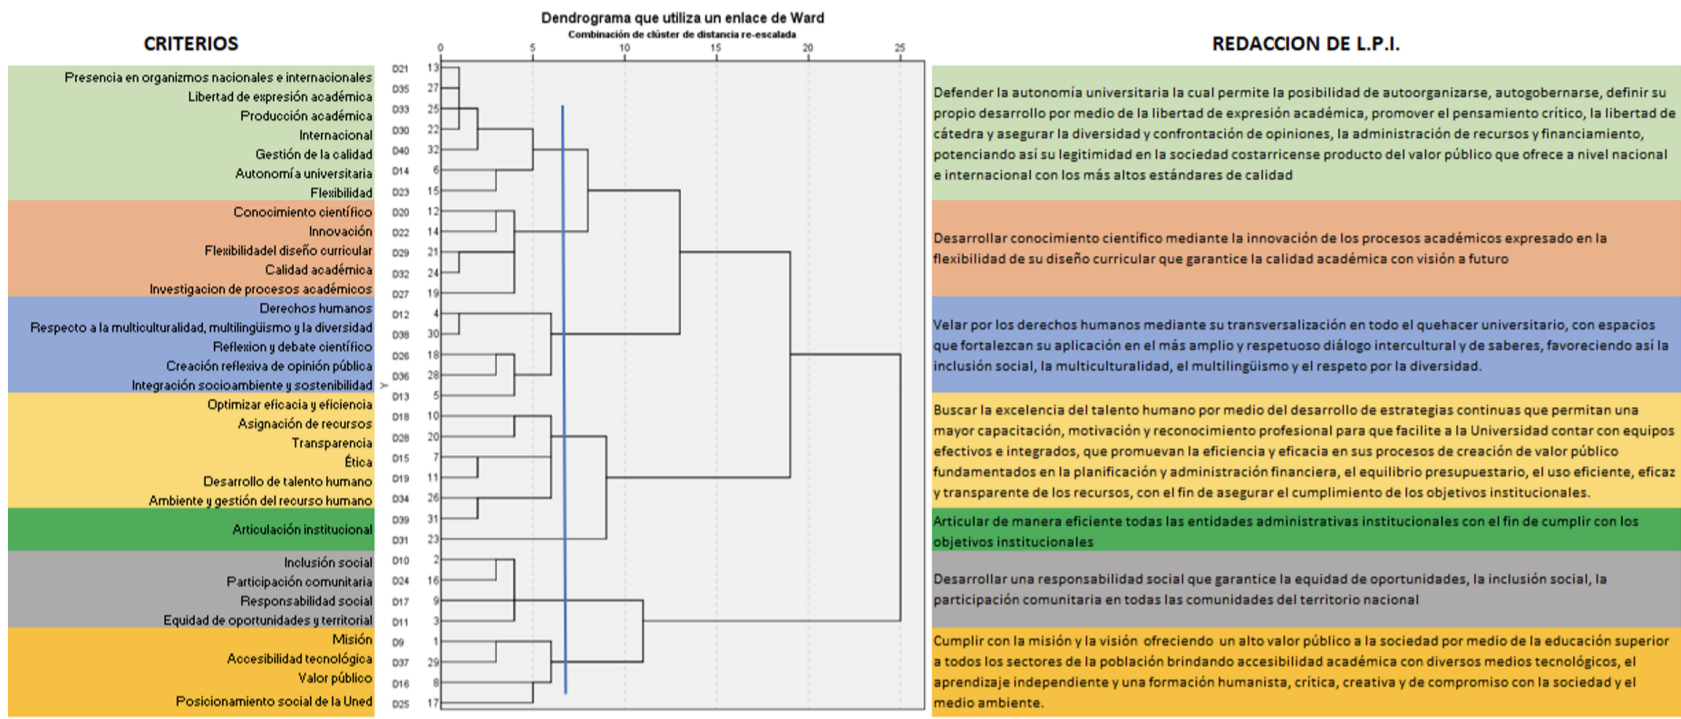 Dendrograma que utiliza un enlace de Ward
Combinación de clúster de distancia re-escalada
CRITERIOS
REDACCION DE L.P.I.
0 5 10 15 20 25
Presencia en organizmos nacionales e internacionales
Libertad de expresión académica
Producción académica
Internacional
Gestión de la calidad
Autonomía universitaria
Flexibilidad
Conocimiento científico
Innovación
Flexibilidadel diseño curricular
Calidad académica
Investigacion de procesos académicos
Derechos humanos
Respecto a la multiculturalidad, multilingüismo y la diversidad
Reflexion y debate científico
Creación reflexiva de opinión pública
Integración socioambiente y sostenibilidad
Optimizar eficacia y eficiencia
Asignación de recursos
Transparencia
Ética
Desarrollo de talento humano
Ambiente y gestión del recurso humano
Articulación institucional
Inclusión social
Participación comunitaria
Responsabilidad social
Equidad de oportunidades y territorial
Misión
Accesibilidad tecnológica
Valor público
Posicionamiento social de la Uned
Y
D21 13
D35 27
D33 25
D30 22
D40 32
D14 6
D23 15
D20 12
D22 14
D29 21
D32 24
D27 19
D12 4
D38 30
D26 18
D36 28
D13 5
D18 10
D28 20
D15 7
D19 11
D34 26
D39 31
D31 23
D10 2
D24 16
D17 9
D11 3
D9 1
D37 29
D16 8
D25 17
Defender la autonomía universitaria la cual permite la posibilidad de autoorganizarse, autogobernarse, definir su
propio desarrollo por medio de la libertad de expresión académica, promover el pensamiento crítico, la libertad de
cátedra y asegurar la diversidad y confrontación de opiniones, la administración de recursos y financiamiento,
potenciando así su legitimidad en la sociedad costarricense producto del valor público que ofrece a nivel nacional
e internacional con los más altos estándares de calidad
Desarrollar conocimiento científico mediante la innovación de los procesos académicos expresado en la
flexibilidad de su diseño curricular que garantice la calidad académica con visión a futuro
Velar por los derechos humanos mediante su transversalización en todo el quehacer universitario, con espacios
que fortalezcan su aplicación en el más amplio y respetuoso diálogo intercultural y de saberes, favoreciendo así la
inclusión social, la multiculturalidad, el multilingüismo y el respeto por la diversidad.
Buscar la excelencia del talento humano por medio del desarrollo de estrategias continuas que permitan una
mayor capacitación, motivación y reconocimiento profesional para que facilite a la Universidad contar con equipos
efectivos e integrados, que promuevan la eficiencia y eficacia en sus procesos de creación de valor público
fundamentados en la planificación y administración financiera, el equilibrio presupuestario, el uso eficiente, eficaz
y transparente de los recursos, con el fin de asegurar el cumplimiento de los objetivos institucionales.
Articular de manera eficiente todas las entidades administrativas institucionales con el fin de cumplir con los
objetivos institucionales
Desarrollar una responsabilidad social que garantice la equidad de oportunidades, la inclusión social, la
participación comunitaria en todas las comunidades del territorio nacional
Cumplir con la misión y la visión ofreciendo un alto valor público a la sociedad por medio de la educación superior
a todos los sectores de la población brindando accesibilidad académica con diversos medios tecnológicos, el
aprendizaje independiente y una formación humanista, crítica, creativa y de compromiso con la sociedad y el
medio ambiente.